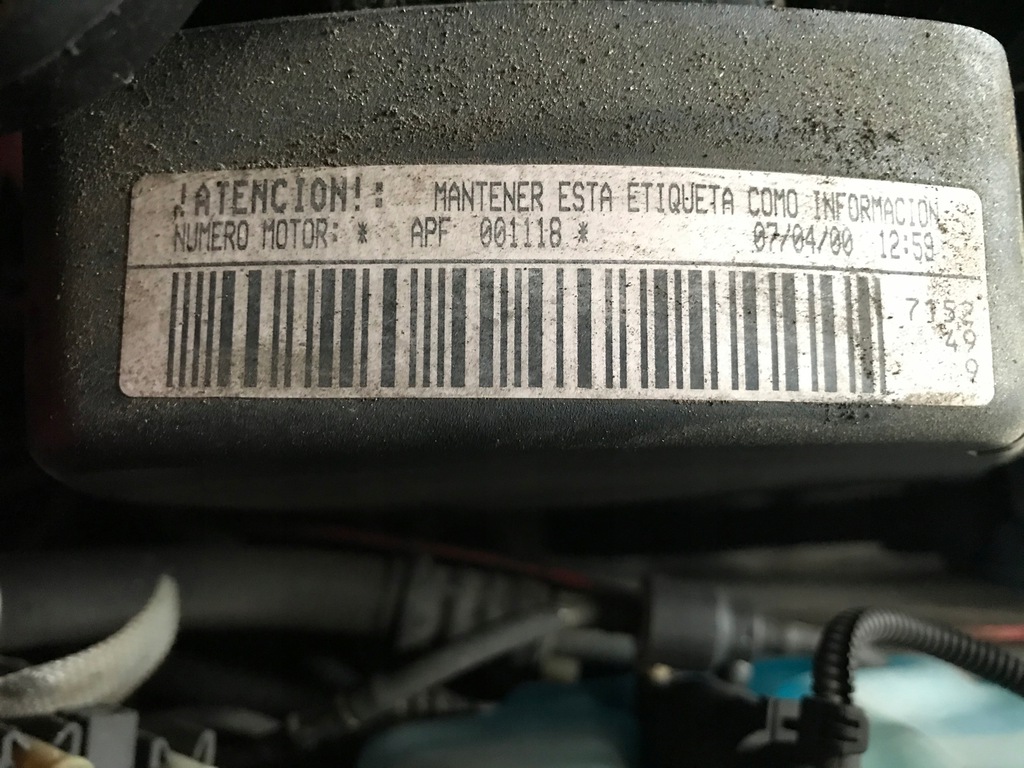 ¡ATENCION!: MANTENER ESTA ETIQUETA COMO INFORMACION
NUMERO MOTOR: * APF 001118 * 07/04/00 12:59
7152
49
9